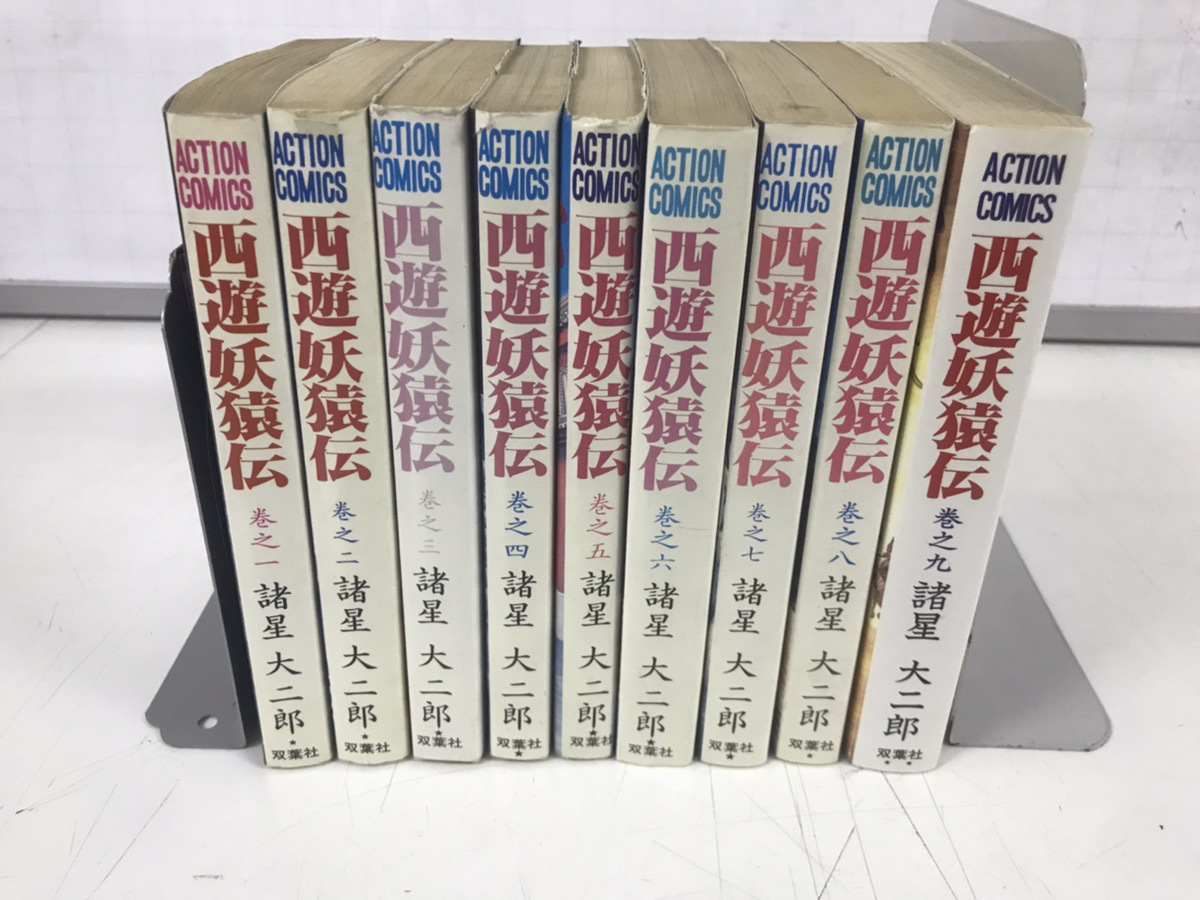 ACTION
COMICS
西遊妖猿伝
巻之一
諸星 大二郎
双葉社
ACTION
COMICS
西遊妖猿伝
巻之二
諸星 大二郎
双葉社
ACTION
COMICS
西遊妖猿伝
巻之三
諸星 大二郎
双葉社
ACTION
COMICS
西遊妖猿伝
巻之四
諸星 大二郎
双葉社
ACTION
COMICS
西遊妖猿伝
巻之五
諸星 大二郎
双葉社
ACTION
COMICS
西遊妖猿伝
巻之六
諸星 大二郎
双葉社
ACTION
COMICS
西遊妖猿伝
巻之七
諸星 大二郎
双葉社
ACTION
COMICS
西遊妖猿伝
巻之八
諸星 大二郎
双葉社
ACTION
COMICS
西遊妖猿伝
巻之九
諸星 大二郎
双葉社